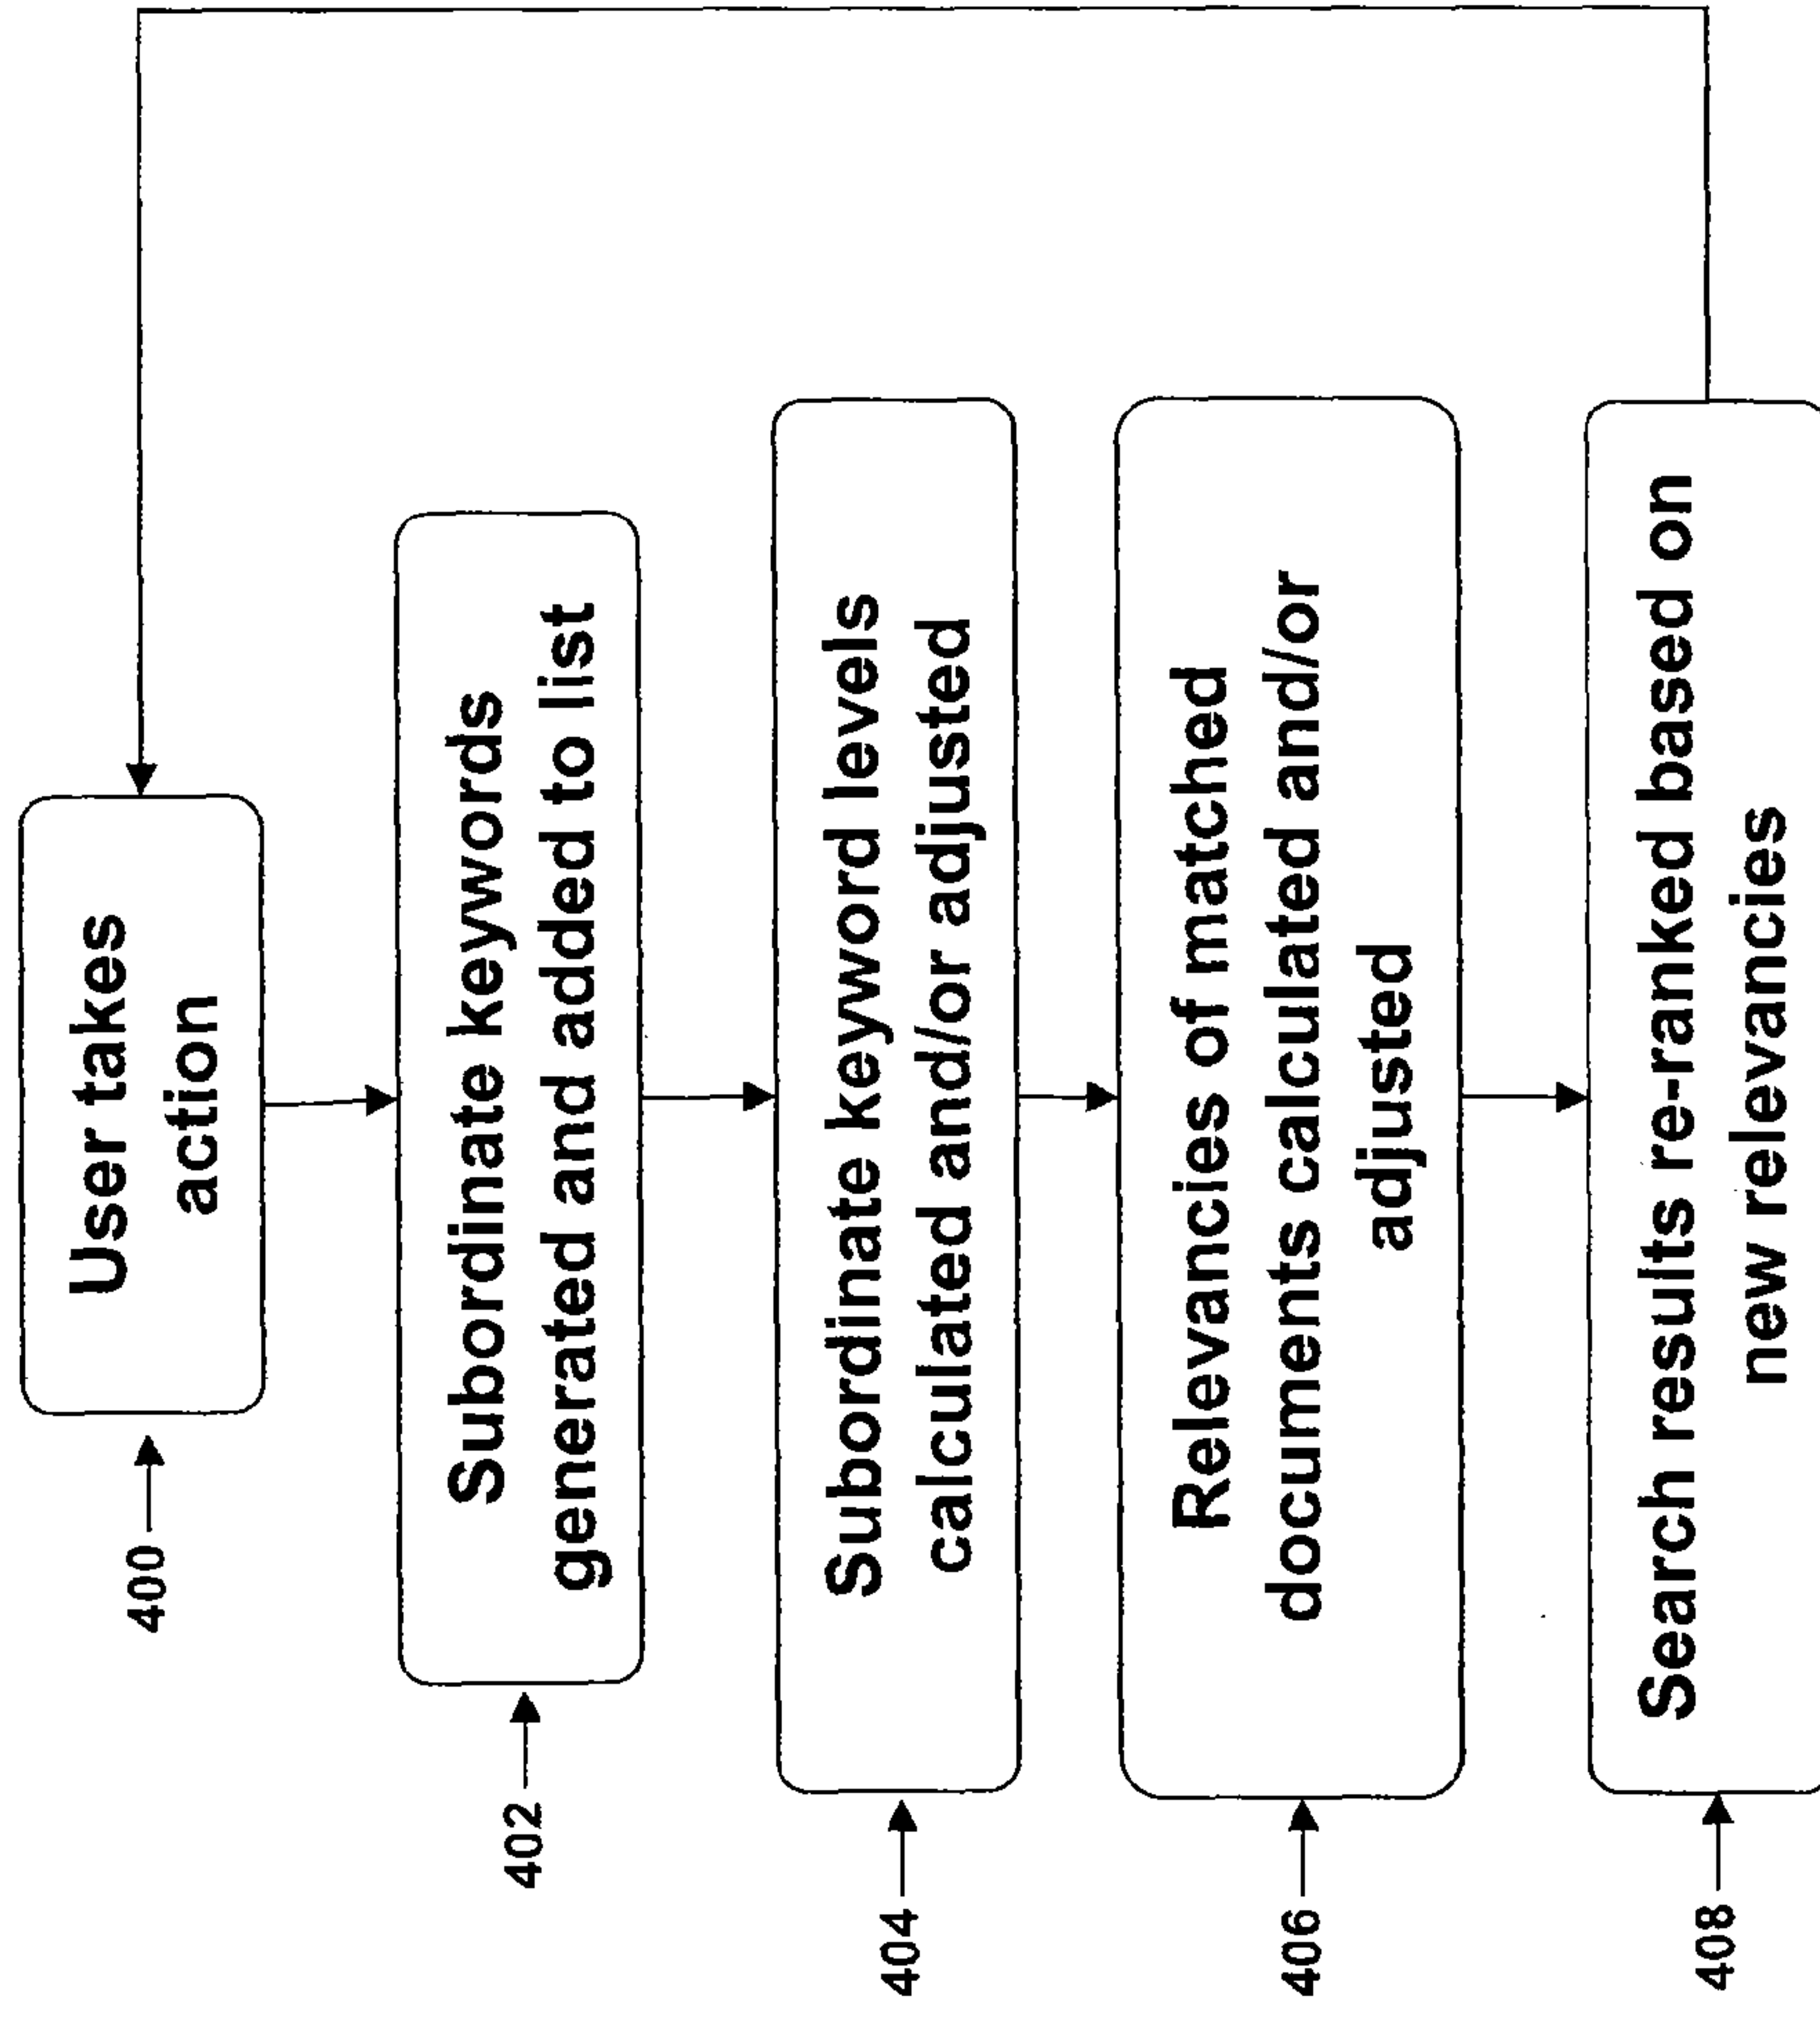 400
User takes
action
402
Subordinate keywords
generated and added to list
404
Subordinate keyword levels
calculated and/or adjusted
406
Relevancies of matched
documents calculated and/or
adjusted
408
Search results re-ranked based on
new relevancies